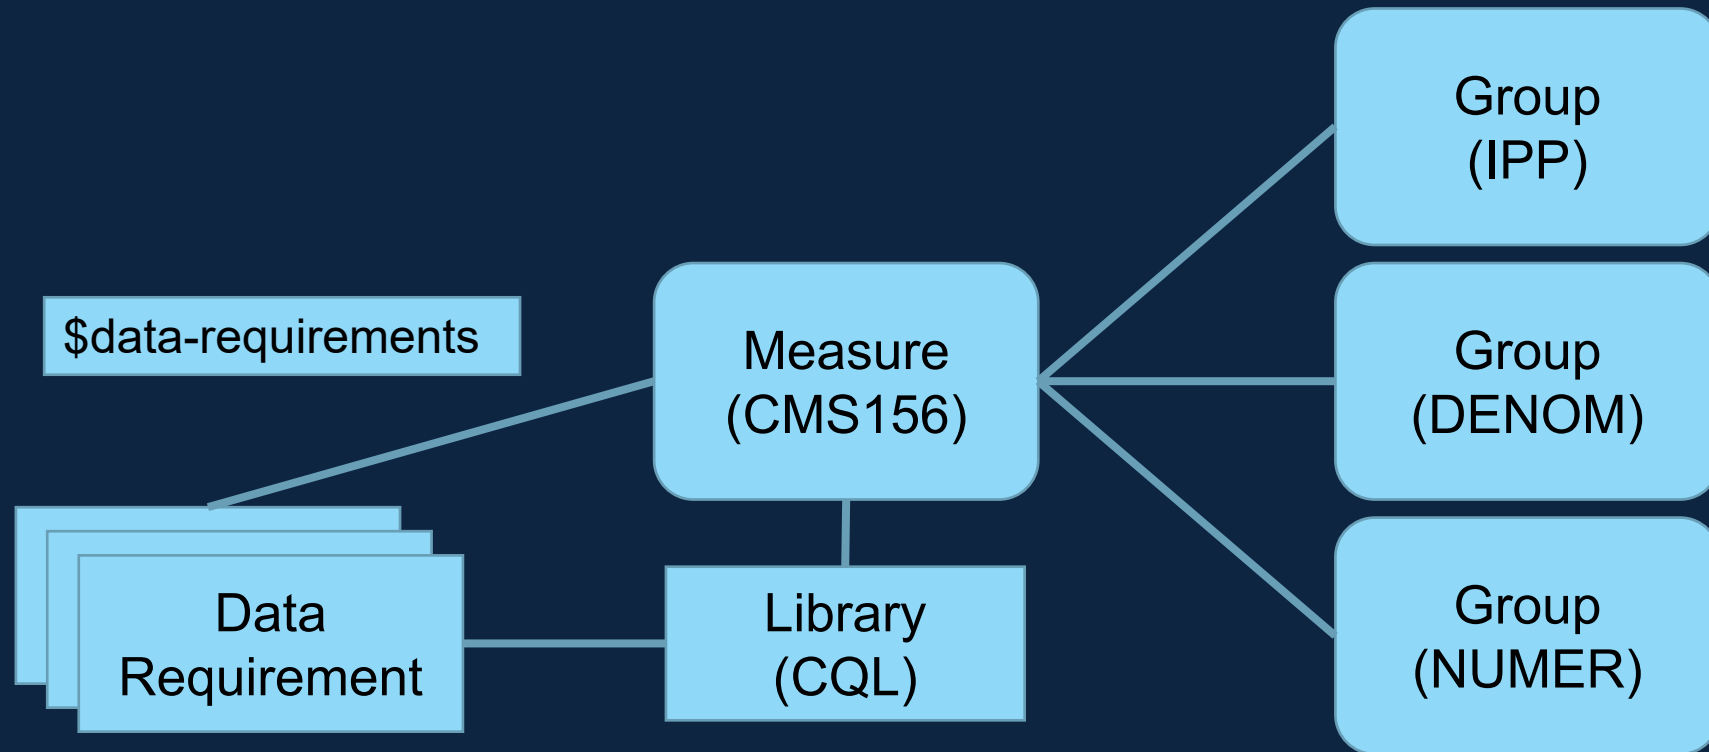 Group
(IPP)
$data-requirements
Measure
(CMS156)
Group
(DENOM)
Data
Requirement
Library
(CQL)
Group
(NUMER)